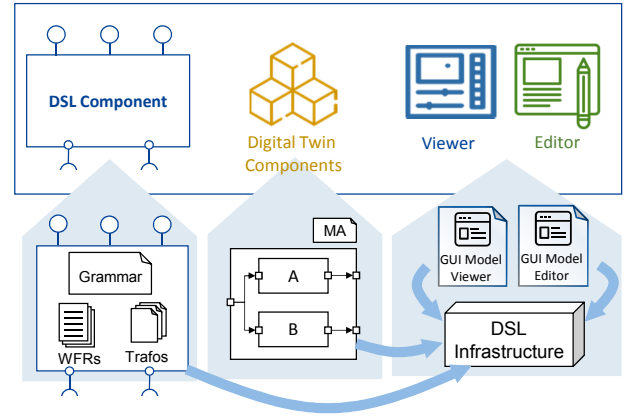 DSL Component
Digital Twin
Components
Viewer
Editor
MA
Grammar
WFRs
Trafos
A
B
GUI Model
Viewer
GUI Model
Editor
DSL
Infrastructure